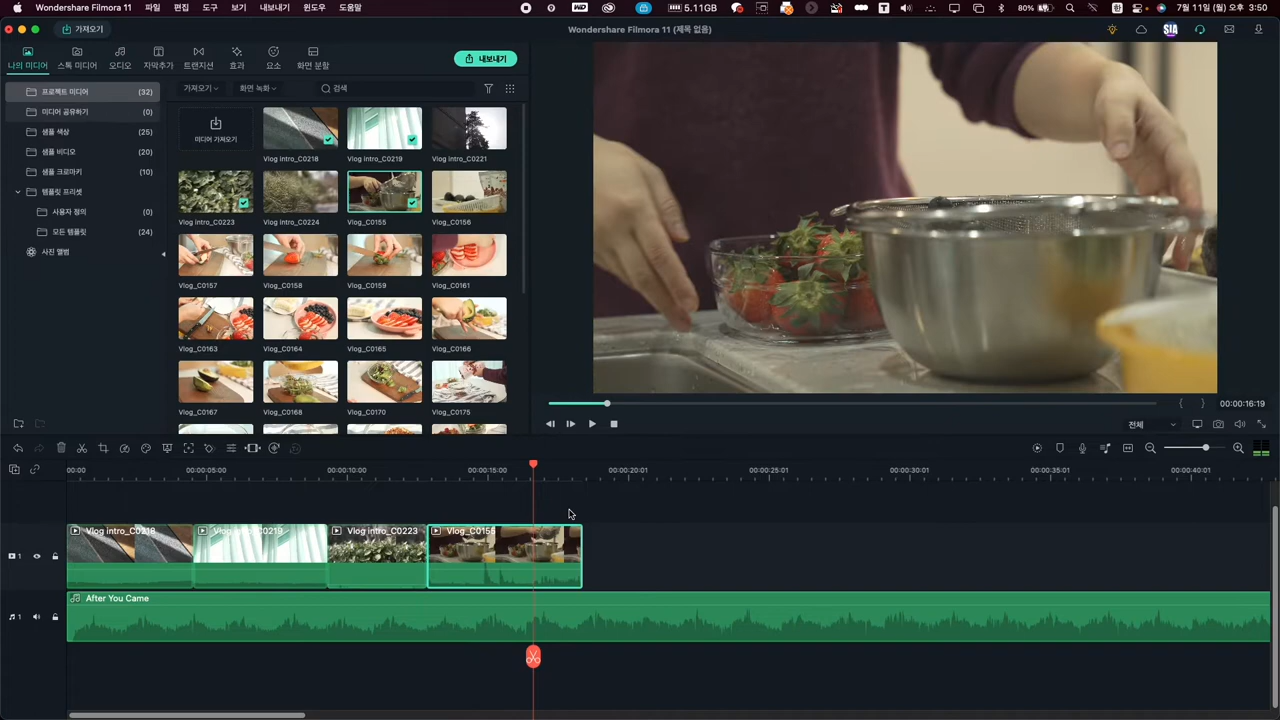 Wondershare Filmora 11 파일 편집 도구 보기 내보내기 윈도우 도움말
5.11GB 80% 7월 11일(월) 오후 3:50
가져오기
Wondershare Filmora 11 (제목 없음)
SIA
나의 미디어 스톡 미디어 오디오 자막추가 트랜지션 효과 요소 화면 분할
내보내기
프로젝트 미디어 (32)
미디어 공유하기 (0)
샘플 색상 (25)
샘플 비디오 (20)
샘플 크로마키 (10)
템플릿 프리셋
사용자 정의 (0)
모든 템플릿 (24)
사진 앨범
가져오기 화면 녹화 검색
미디어 가져오기
Vlog intro_C0218 Vlog intro_C0219 Vlog intro_C0221
Vlog intro_C0223 Vlog intro_C0224 Vlog_C0155 Vlog_C0156
Vlog_C0157 Vlog_C0158 Vlog_C0159 Vlog_C0161
Vlog_C0163 Vlog_C0164 Vlog_C0165 Vlog_C0166
Vlog_C0167 Vlog_C0168 Vlog_C0170 Vlog_C0175
00:00:16:19
전체
00:00 00:00:05:00 00:00:10:00 00:00:15:00 00:00:20:01 00:00:25:01 00:00:30:01 00:00:35:01 00:00:40:01
Vlog intro_C0218 Vlog intro_C0219 Vlog intro_C0223 Vlog_C0155
1
After You Came
1